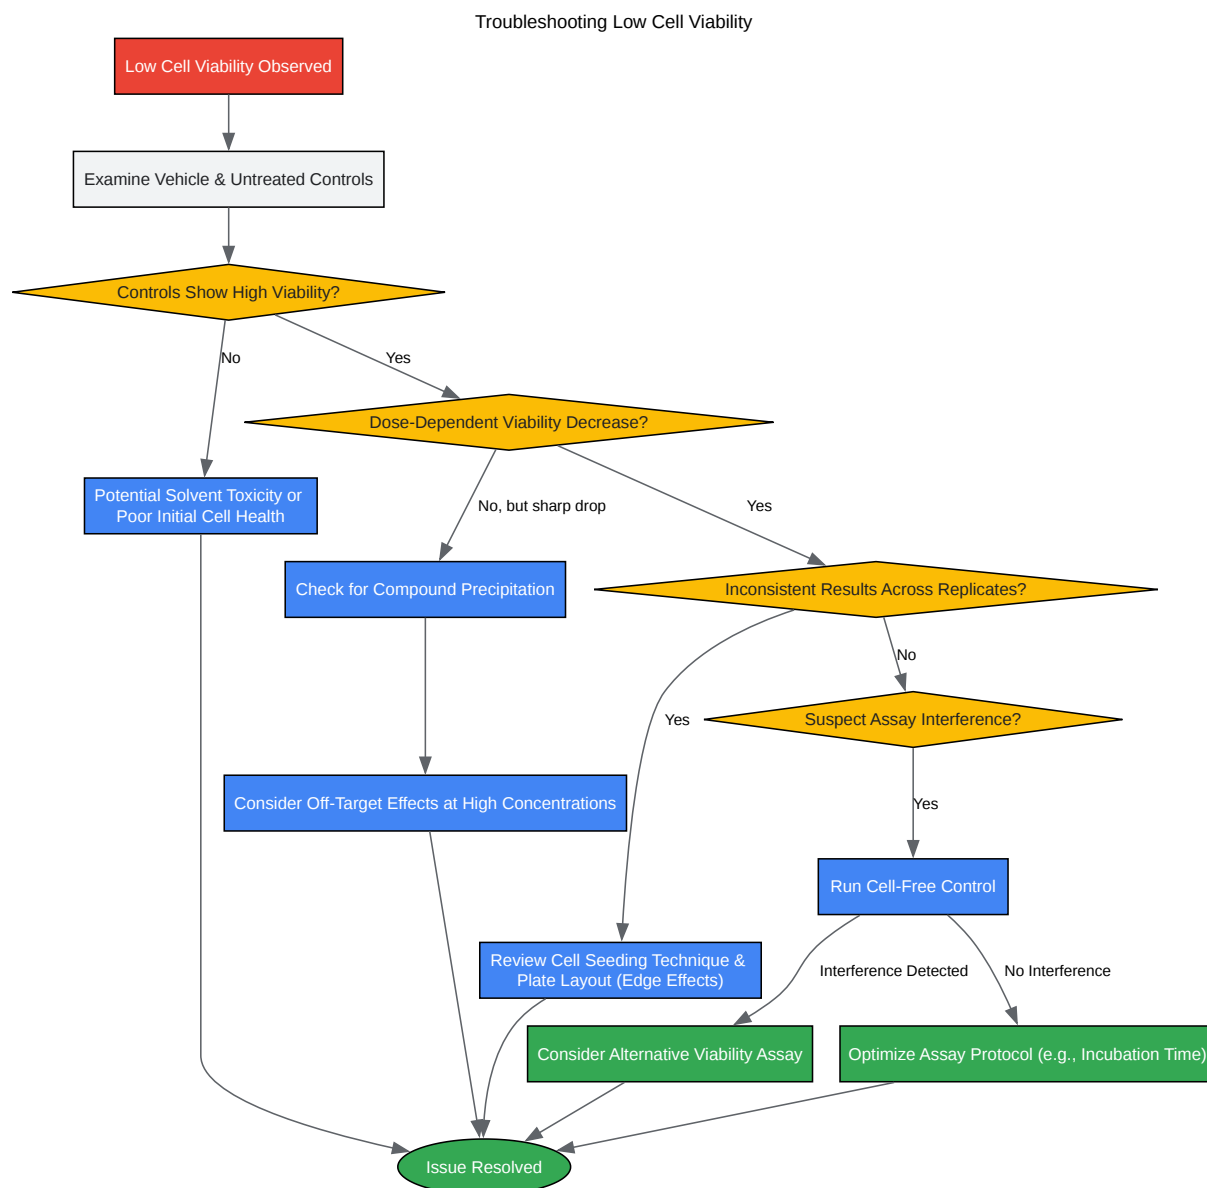 Troubleshooting Low Cell Viability
Low Cell Viability Observed
Examine Vehicle & Untreated Controls
Controls Show High Viability?
No
Yes
Dose-Dependent Viability Decrease?
Potential Solvent Toxicity or
Poor Initial Cell Health
No, but sharp drop
Yes
Check for Compound Precipitation
Inconsistent Results Across Replicates?
No
Yes
Suspect Assay Interference?
Consider Off-Target Effects at High Concentrations
Yes
Run Cell-Free Control
Review Cell Seeding Technique &
Plate Layout (Edge Effects)
Interference Detected
No Interference
Consider Alternative Viability Assay
Optimize Assay Protocol (e.g., Incubation Time)
Issue Resolved